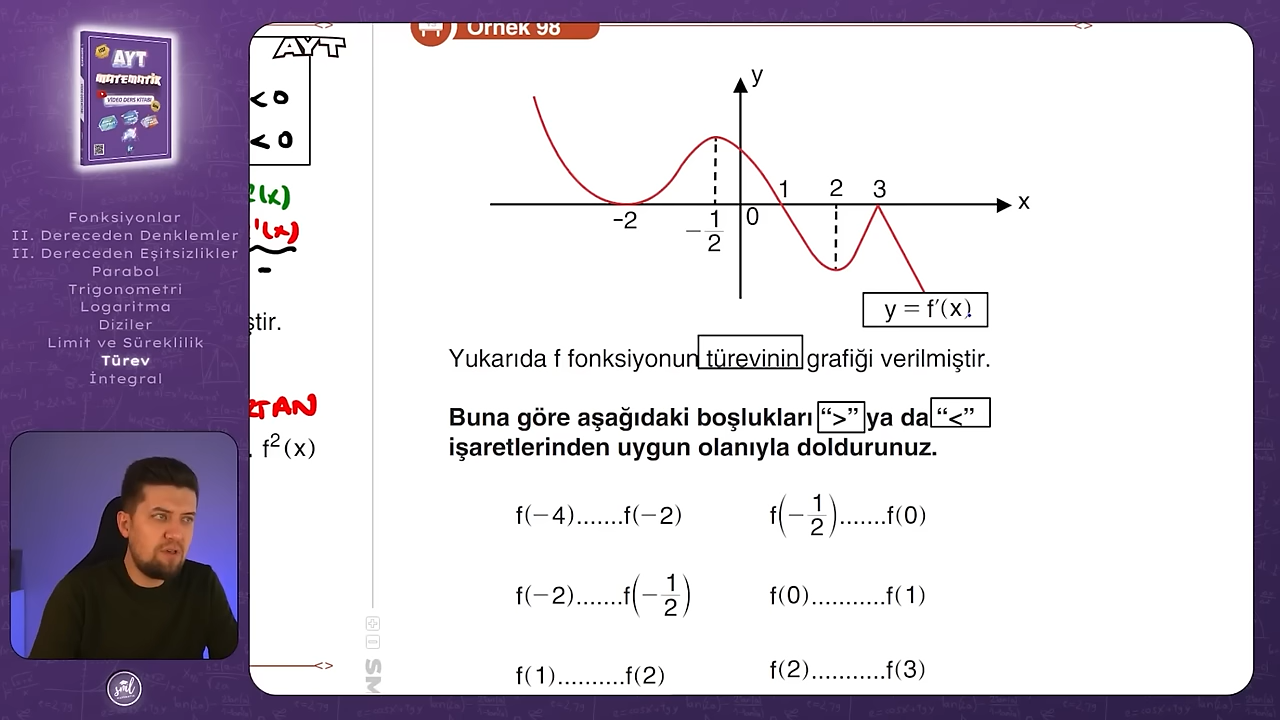 AYT
MATEMATİK
VİDEO DERS KİTABI
Fonksiyonlar
II. Dereceden Denklemler
II. Dereceden Eşitsizlikler
Parabol
Trigonometri
Logaritma
Diziler
Limit ve Süreklilik
Türev
İntegral
sml
AYT
< 0
< 0
(x)
'(x)
-
ştir.
TAN
. f²(x)
SM
Örnek 98
y
x
-2
-1/2
0
1
2
3
y = f′(x)
Yukarıda f fonksiyonun türevinin grafiği verilmiştir.
Buna göre aşağıdaki boşlukları “>” ya da “<”
işaretlerinden uygun olanıyla doldurunuz.
f(−4).......f(−2)
f(−1/2).......f(0)
f(−2).......f(−1/2)
f(0)...........f(1)
f(1)..........f(2)
f(2)...........f(3)